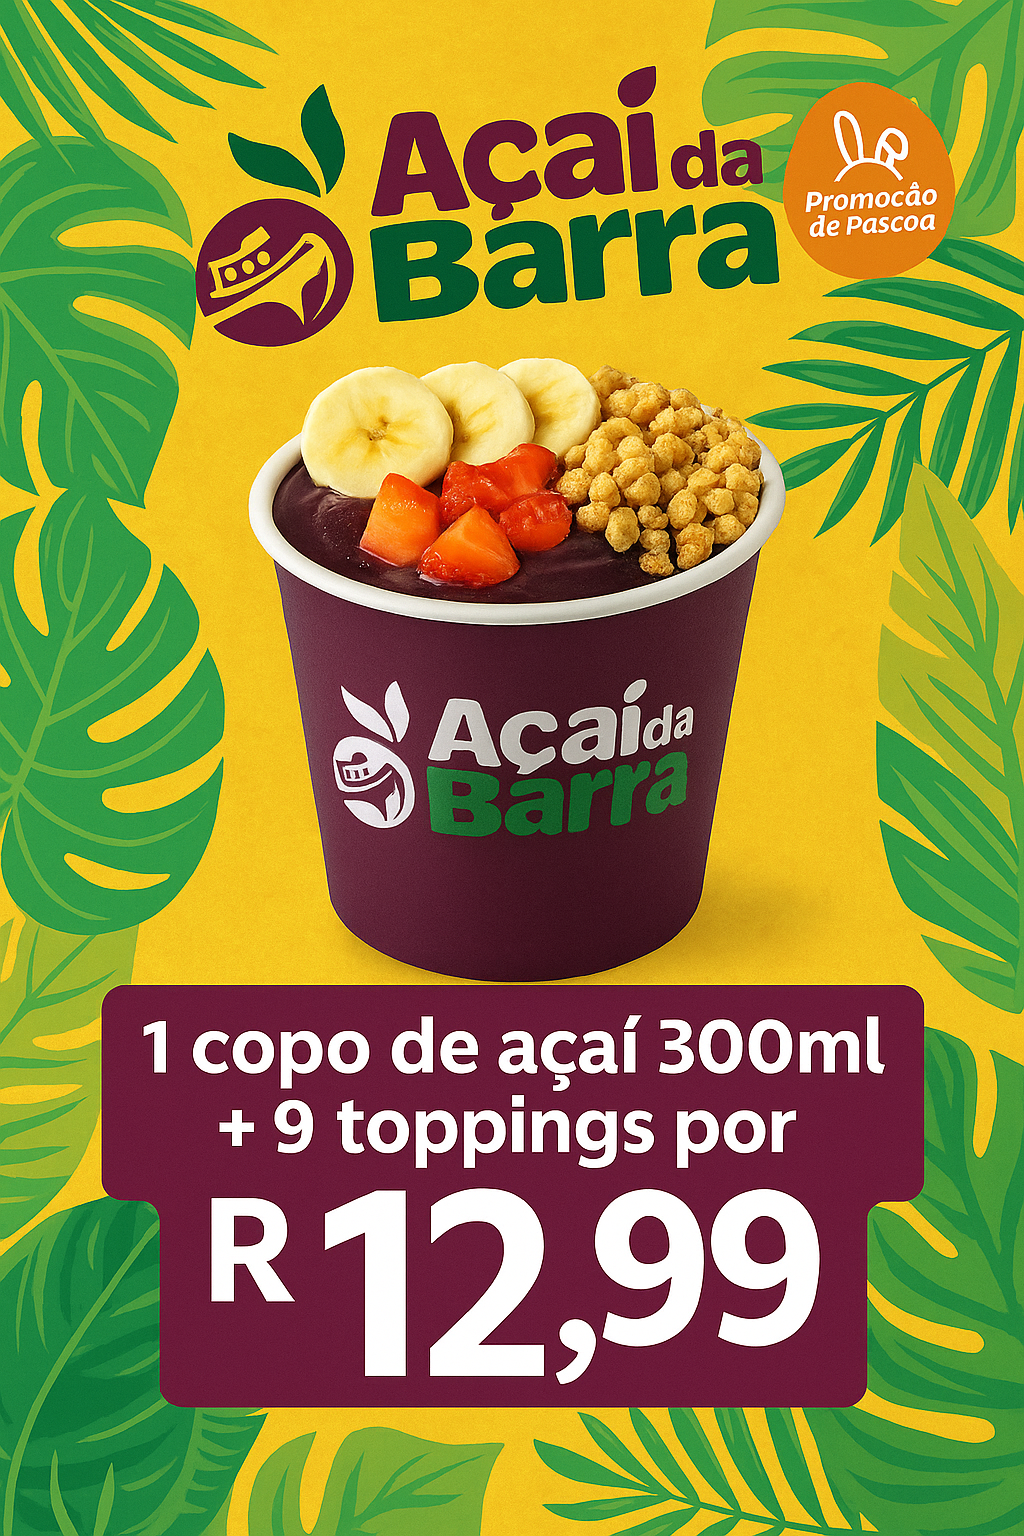 Açaí da
Barra
Promocâo
de Pascoa
Açaí da
Barra
1 copo de açaí 300ml
+ 9 toppings por
R 12,99